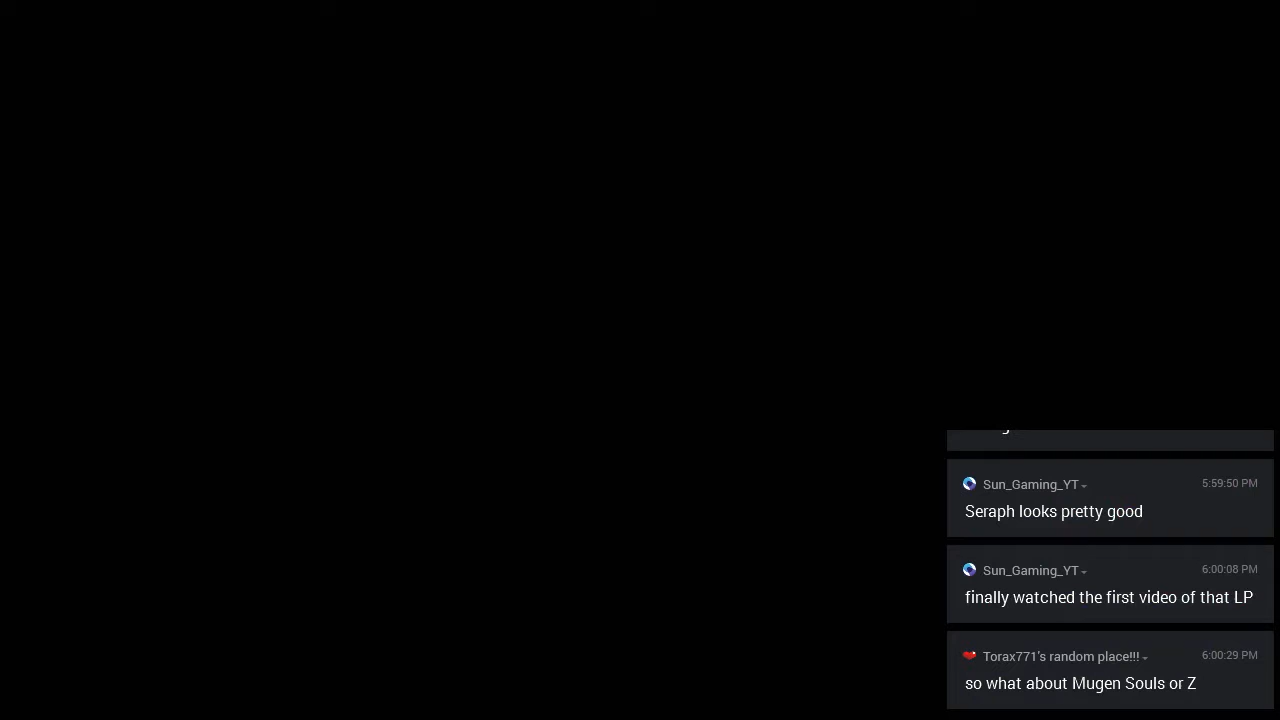 Sun_Gaming_YT 5:59:50 PM
Seraph looks pretty good
Sun_Gaming_YT 6:00:08 PM
finally watched the first video of that LP
Torax771's random place!!! 6:00:29 PM
so what about Mugen Souls or Z